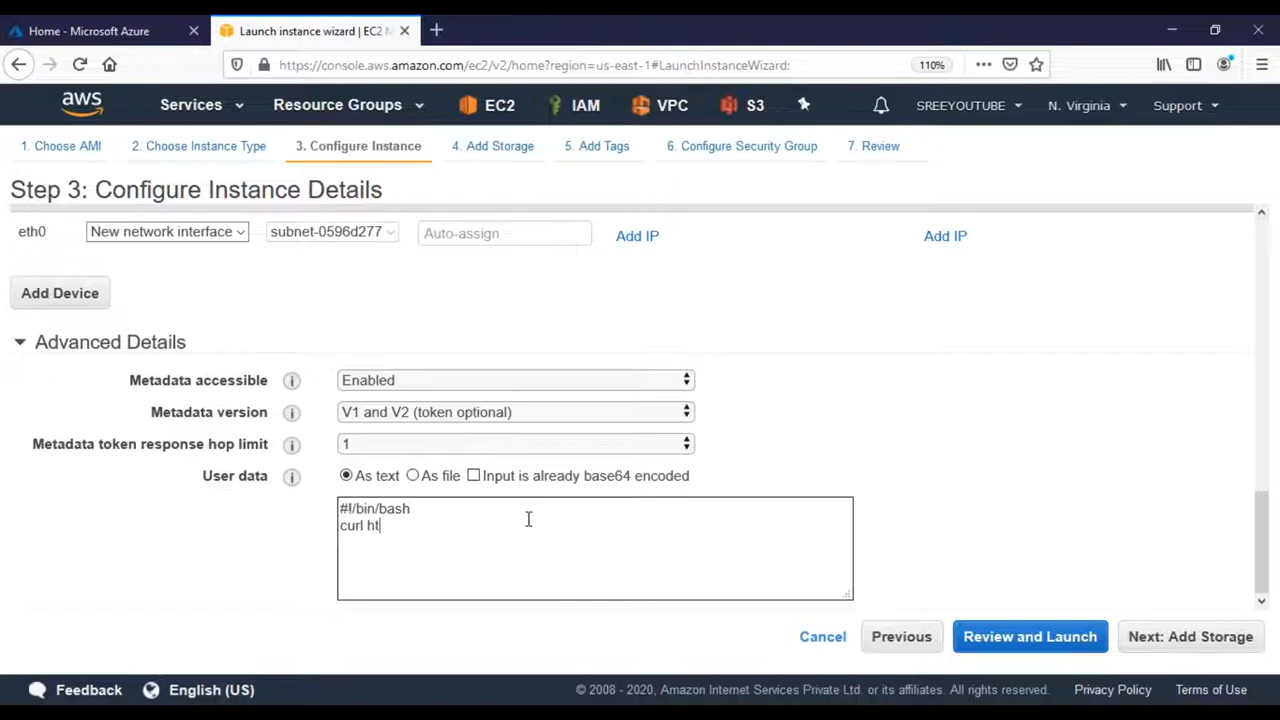 Home - Microsoft Azure
Launch instance wizard | EC2 M
https://console.aws.amazon.com/ec2/v2/home?region=us-east-1#LaunchInstanceWizard:
110%
aws
Services
Resource Groups
EC2
IAM
VPC
S3
SREEYOUTUBE
N. Virginia
Support
1. Choose AMI
2. Choose Instance Type
3. Configure Instance
4. Add Storage
5. Add Tags
6. Configure Security Group
7. Review
Step 3: Configure Instance Details
eth0
New network interface
subnet-0596d277
Auto-assign
Add IP
Add IP
Add Device
Advanced Details
Metadata accessible
Enabled
Metadata version
V1 and V2 (token optional)
Metadata token response hop limit
1
User data
As text
As file
Input is already base64 encoded
#!/bin/bash
curl ht
Cancel
Previous
Review and Launch
Next: Add Storage
Feedback
English (US)
© 2008 - 2020, Amazon Internet Services Private Ltd. or its affiliates. All rights reserved.
Privacy Policy
Terms of Use